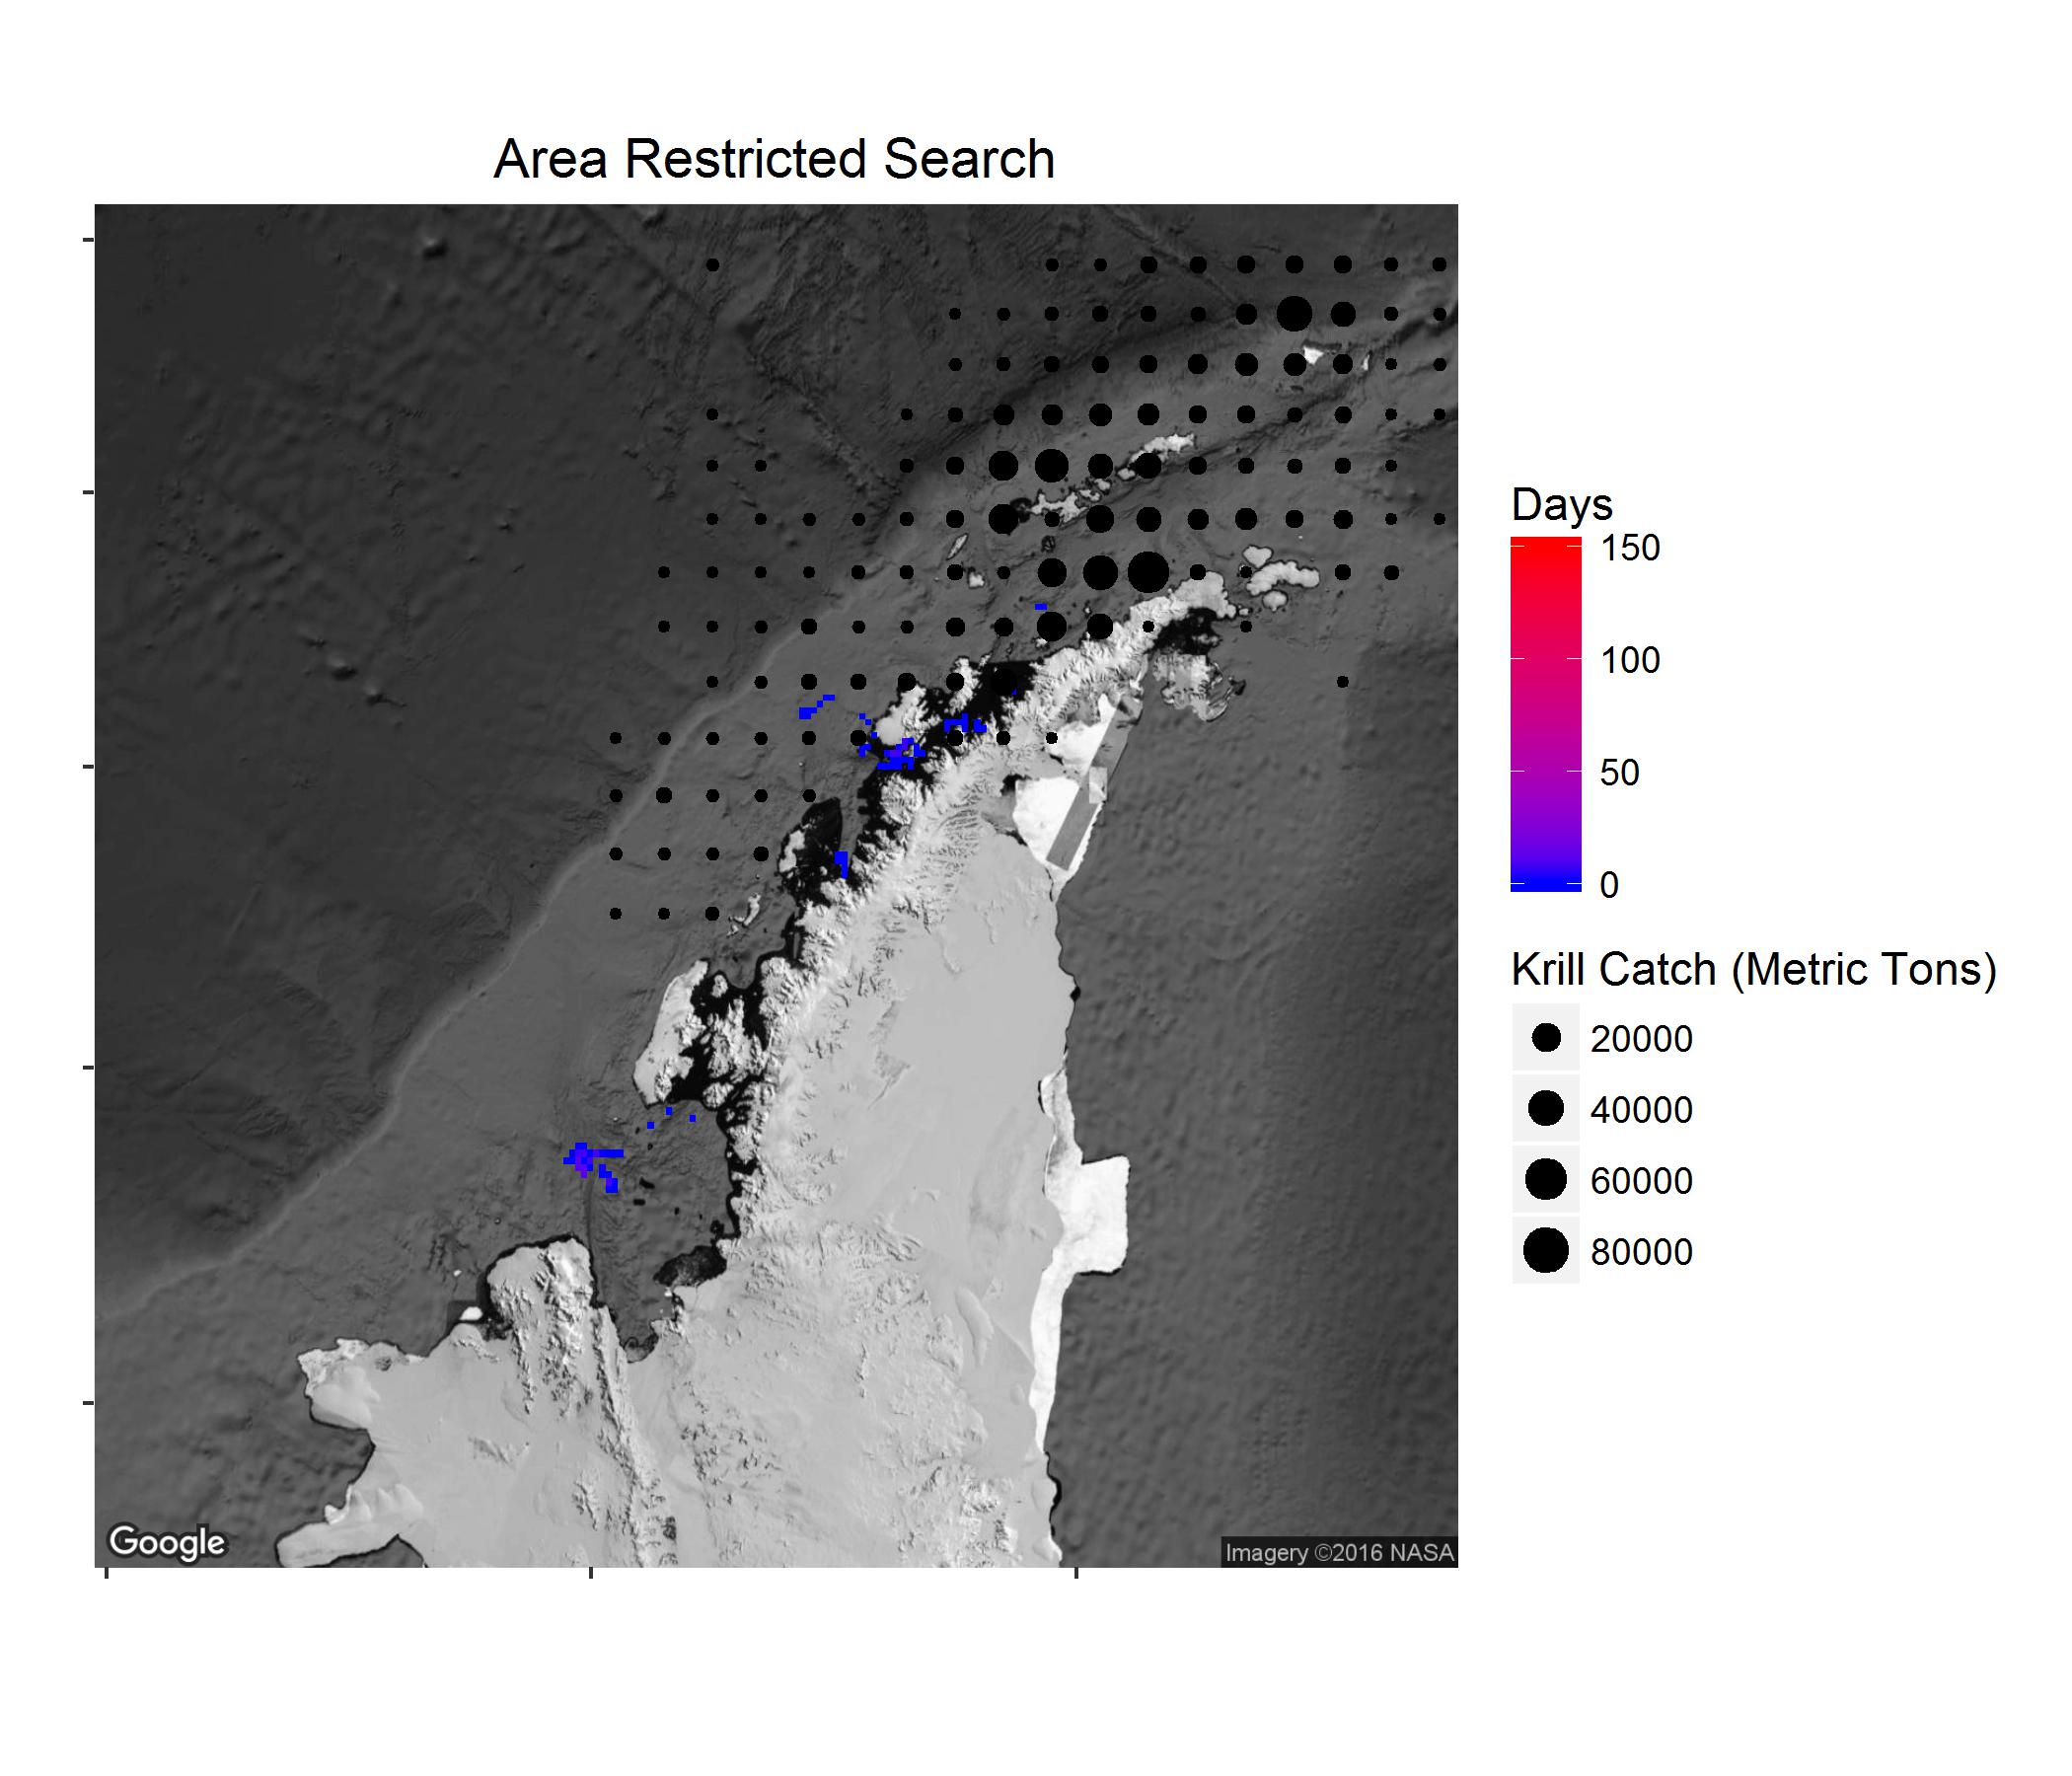 Area Restricted Search
Days
150
100
50
0
Krill Catch (Metric Tons)
20000
40000
60000
80000
Google
Imagery ©2016 NASA